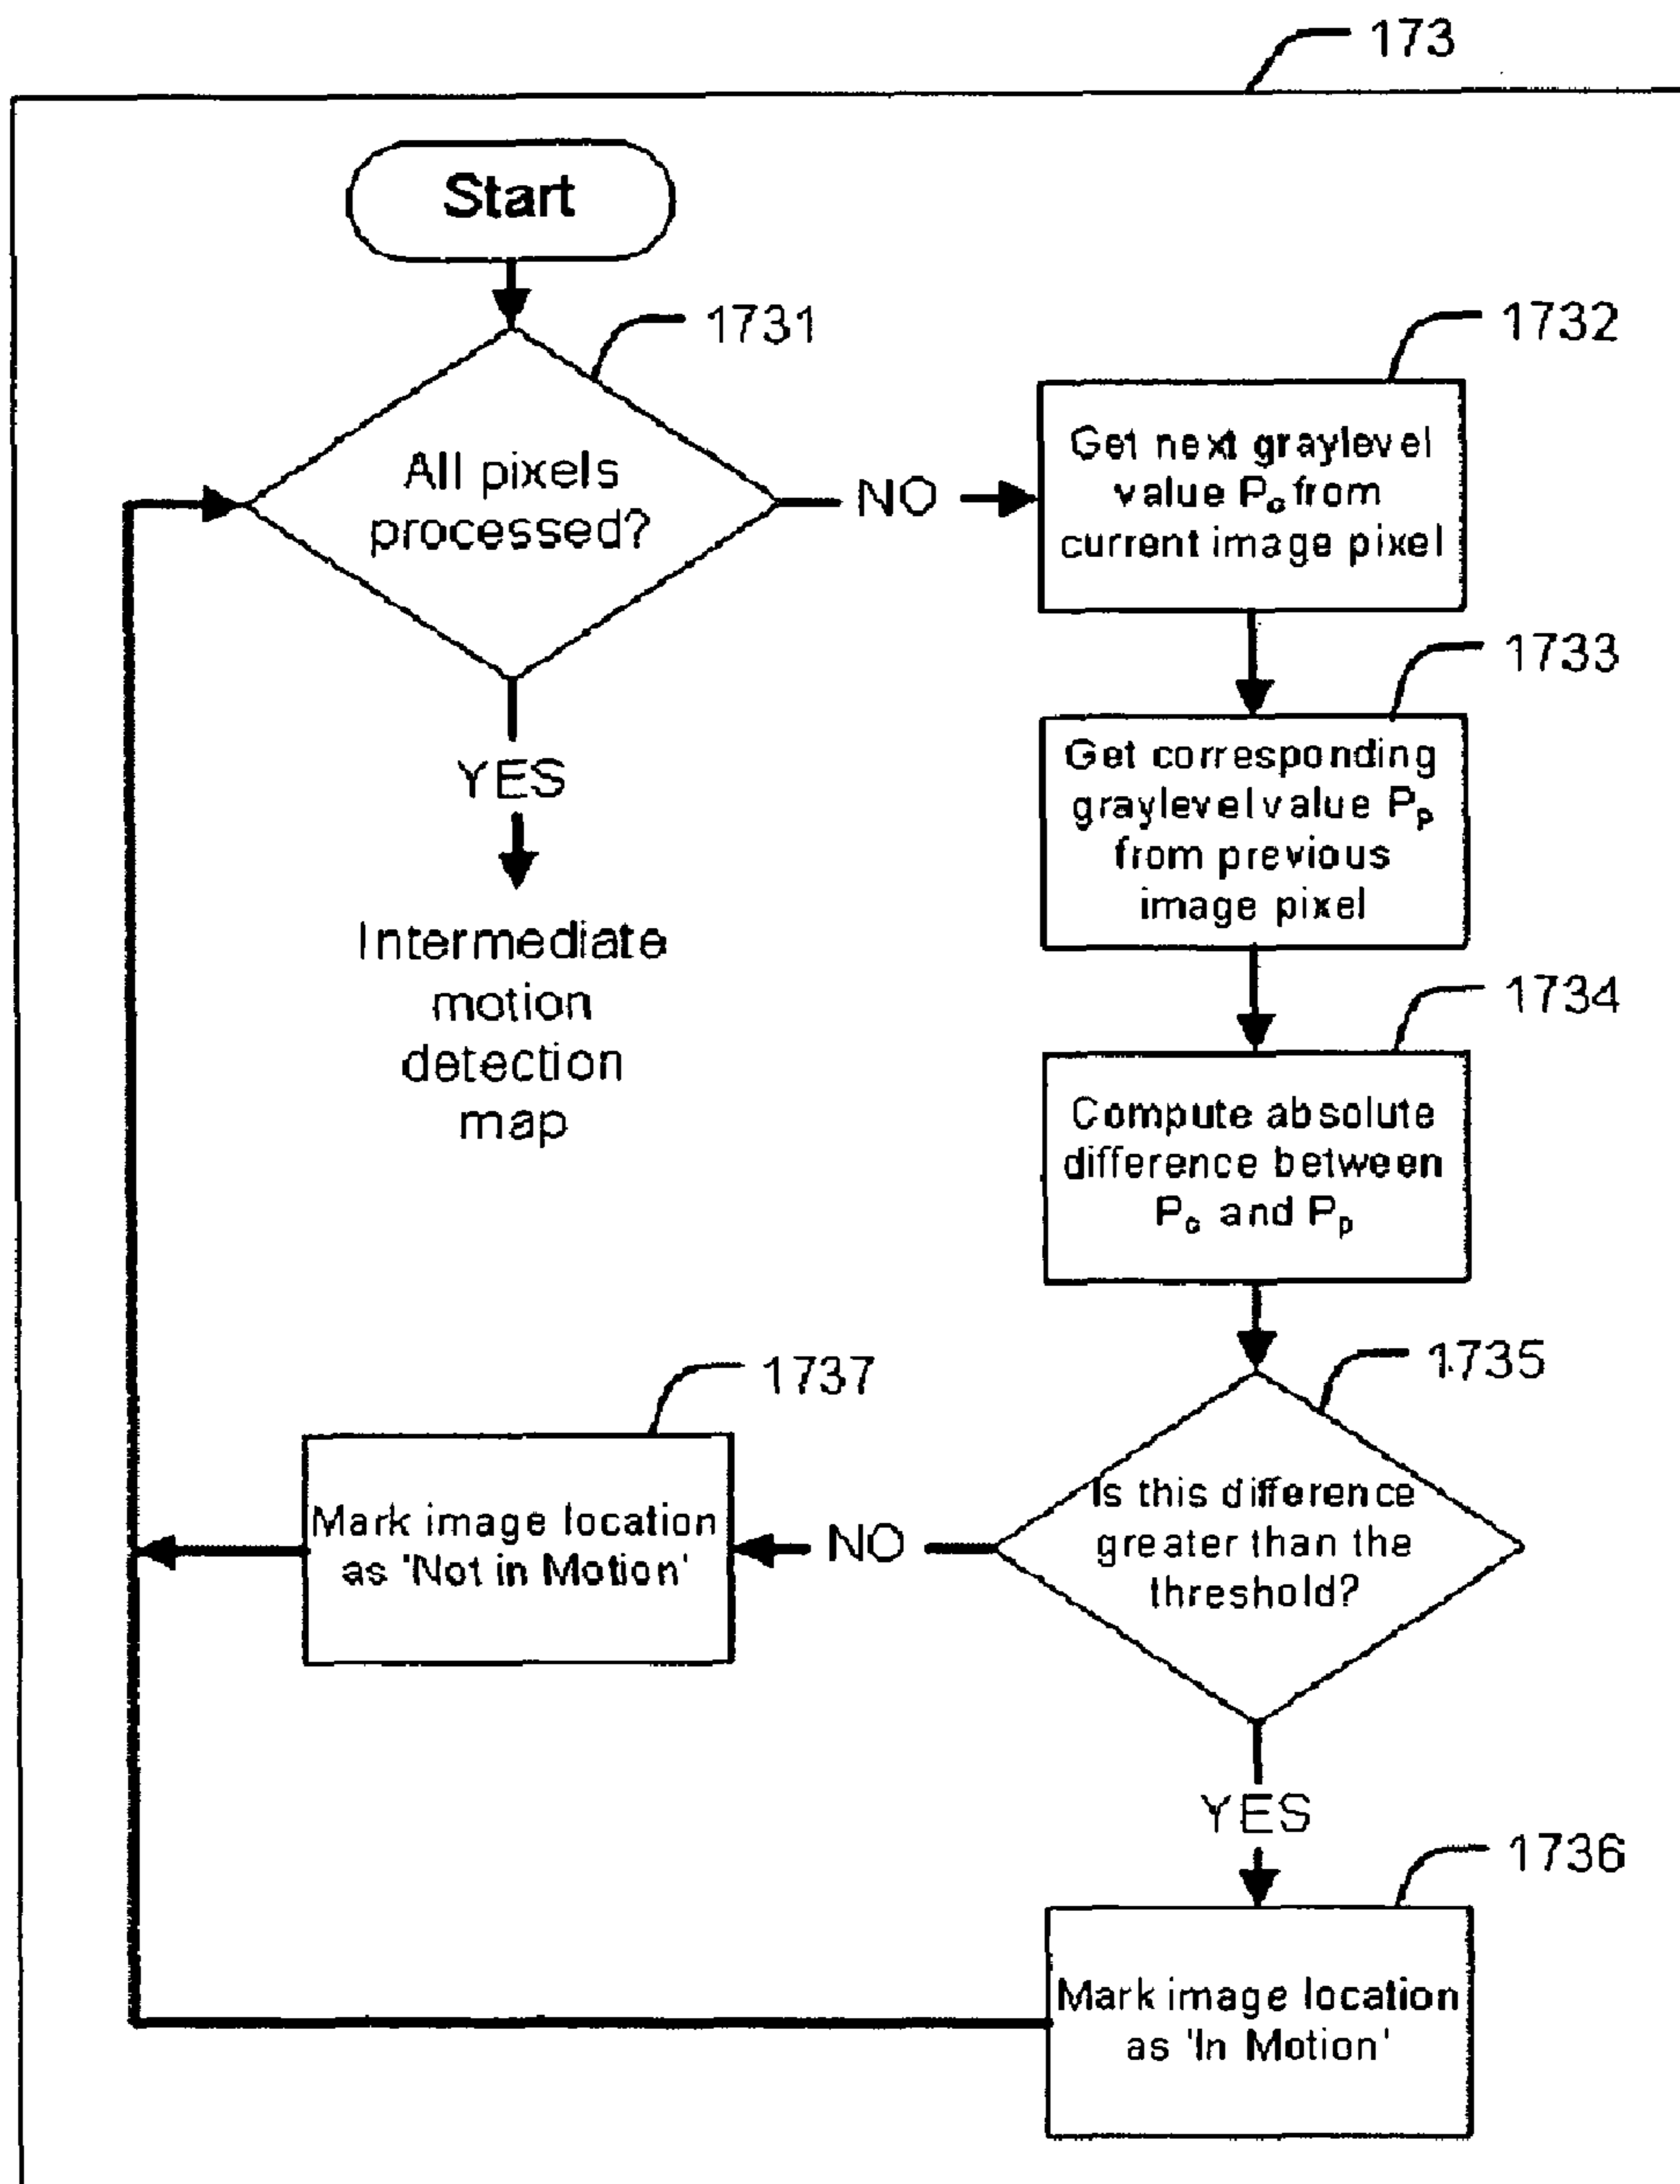 173
Start
1731
All pixels
processed?
NO
1732
Get next graylevel
value Pc from
current image pixel
1733
Get corresponding
graylevel value Pp
from previous
image pixel
1734
Compute absolute
difference between
Pc and Pp
1735
Is this difference
greater than the
threshold?
NO
1737
Mark image location
as 'Not in Motion'
YES
1736
Mark image location
as 'In Motion'
YES
Intermediate
motion
detection
map